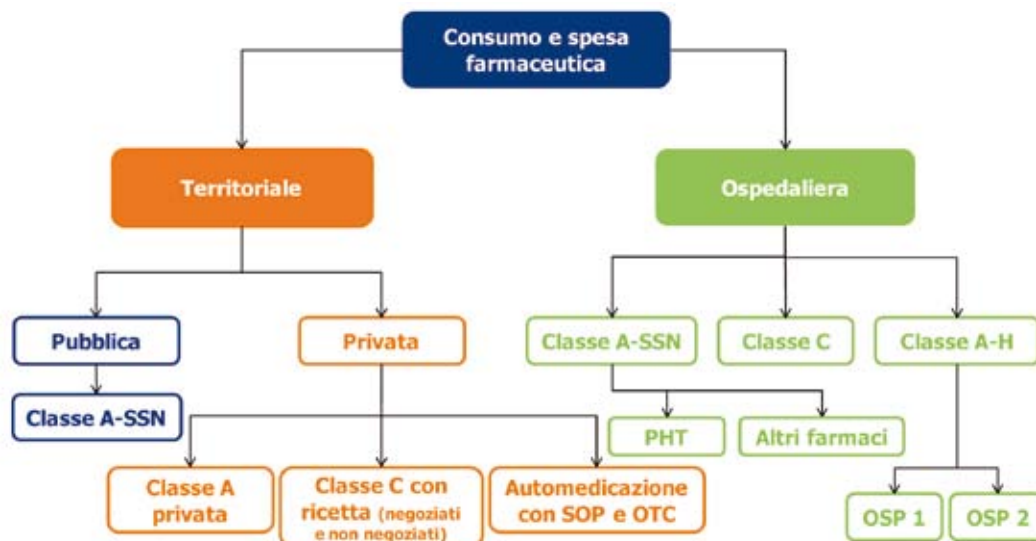 Consumo e spesa
farmaceutica
Territoriale
Ospedaliera
Pubblica
Privata
Classe A-SSN
Classe C
Classe A-H
Classe A-SSN
PHT
Altri farmaci
Classe A
privata
Classe C con
ricetta (negoziati
e non negoziati)
Automedicazione
con SOP e OTC
OSP 1
OSP 2